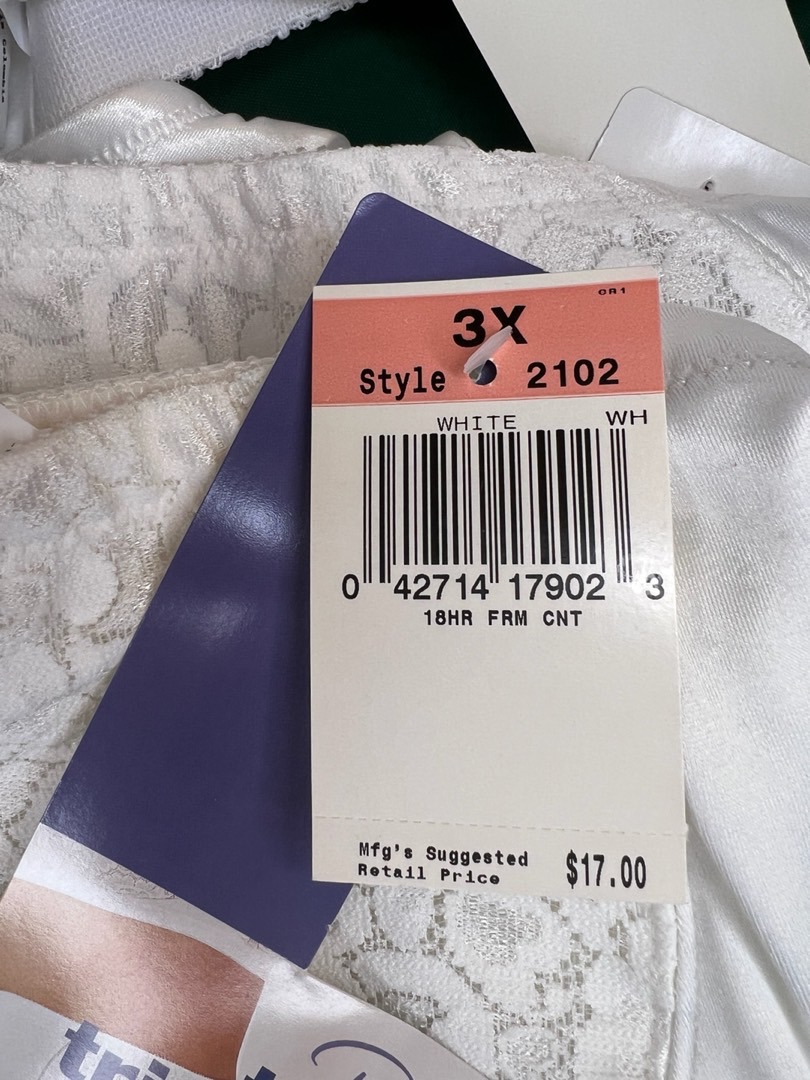 CR1
3X
Style 2102
WHITE WH
0 42714 17902 3
18HR FRM CNT
Mfg's Suggested
Retail Price $17.00